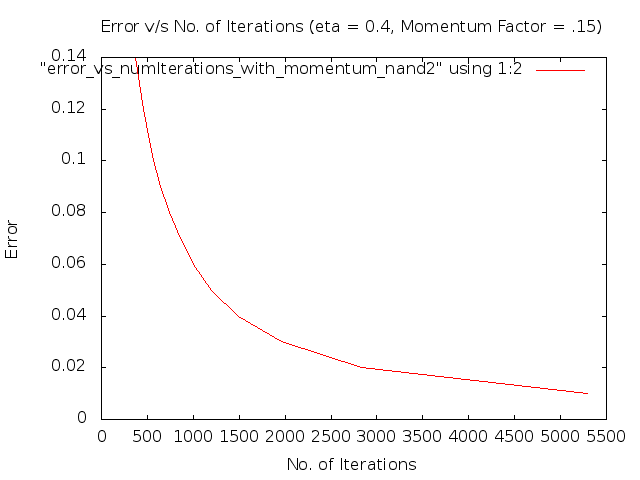 Error v/s No. of Iterations (eta = 0.4, Momentum Factor = .15)
0.14
"error_vs_numIterations_with_momentum_nand2" using 1:2
0.12
0.1
0.08
0.06
0.04
0.02
0
Error
0 500 1000 1500 2000 2500 3000 3500 4000 4500 5000 5500
No. of Iterations